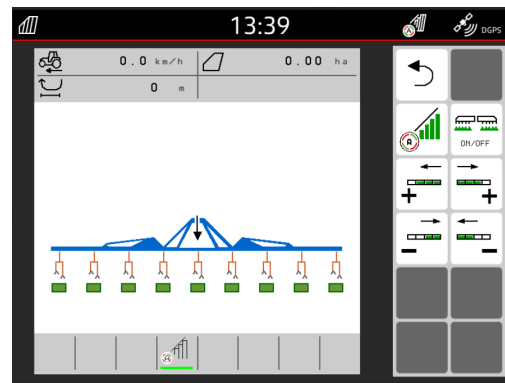 13:39
DGPS
0.0 km/h
0.00 ha
0 m
A
ON/OFF
+ +
− −
A